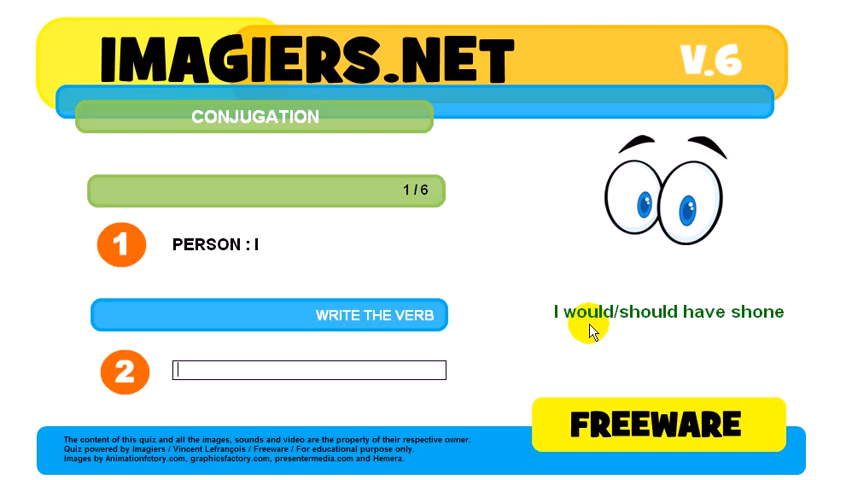 IMAGIERS.NET
V.6
CONJUGATION
1 / 6
1
PERSON : I
WRITE THE VERB
I would/should have shone
2
FREEWARE
The content of this quiz and all the images, sounds and video are the property of their respective owner.
Quiz powered by Imagiers / Vincent Lefrançois / Freeware / For educational purpose only.
Images by Animationfctory.com, graphicsfactory.com, presentermedia.com and Hemera.